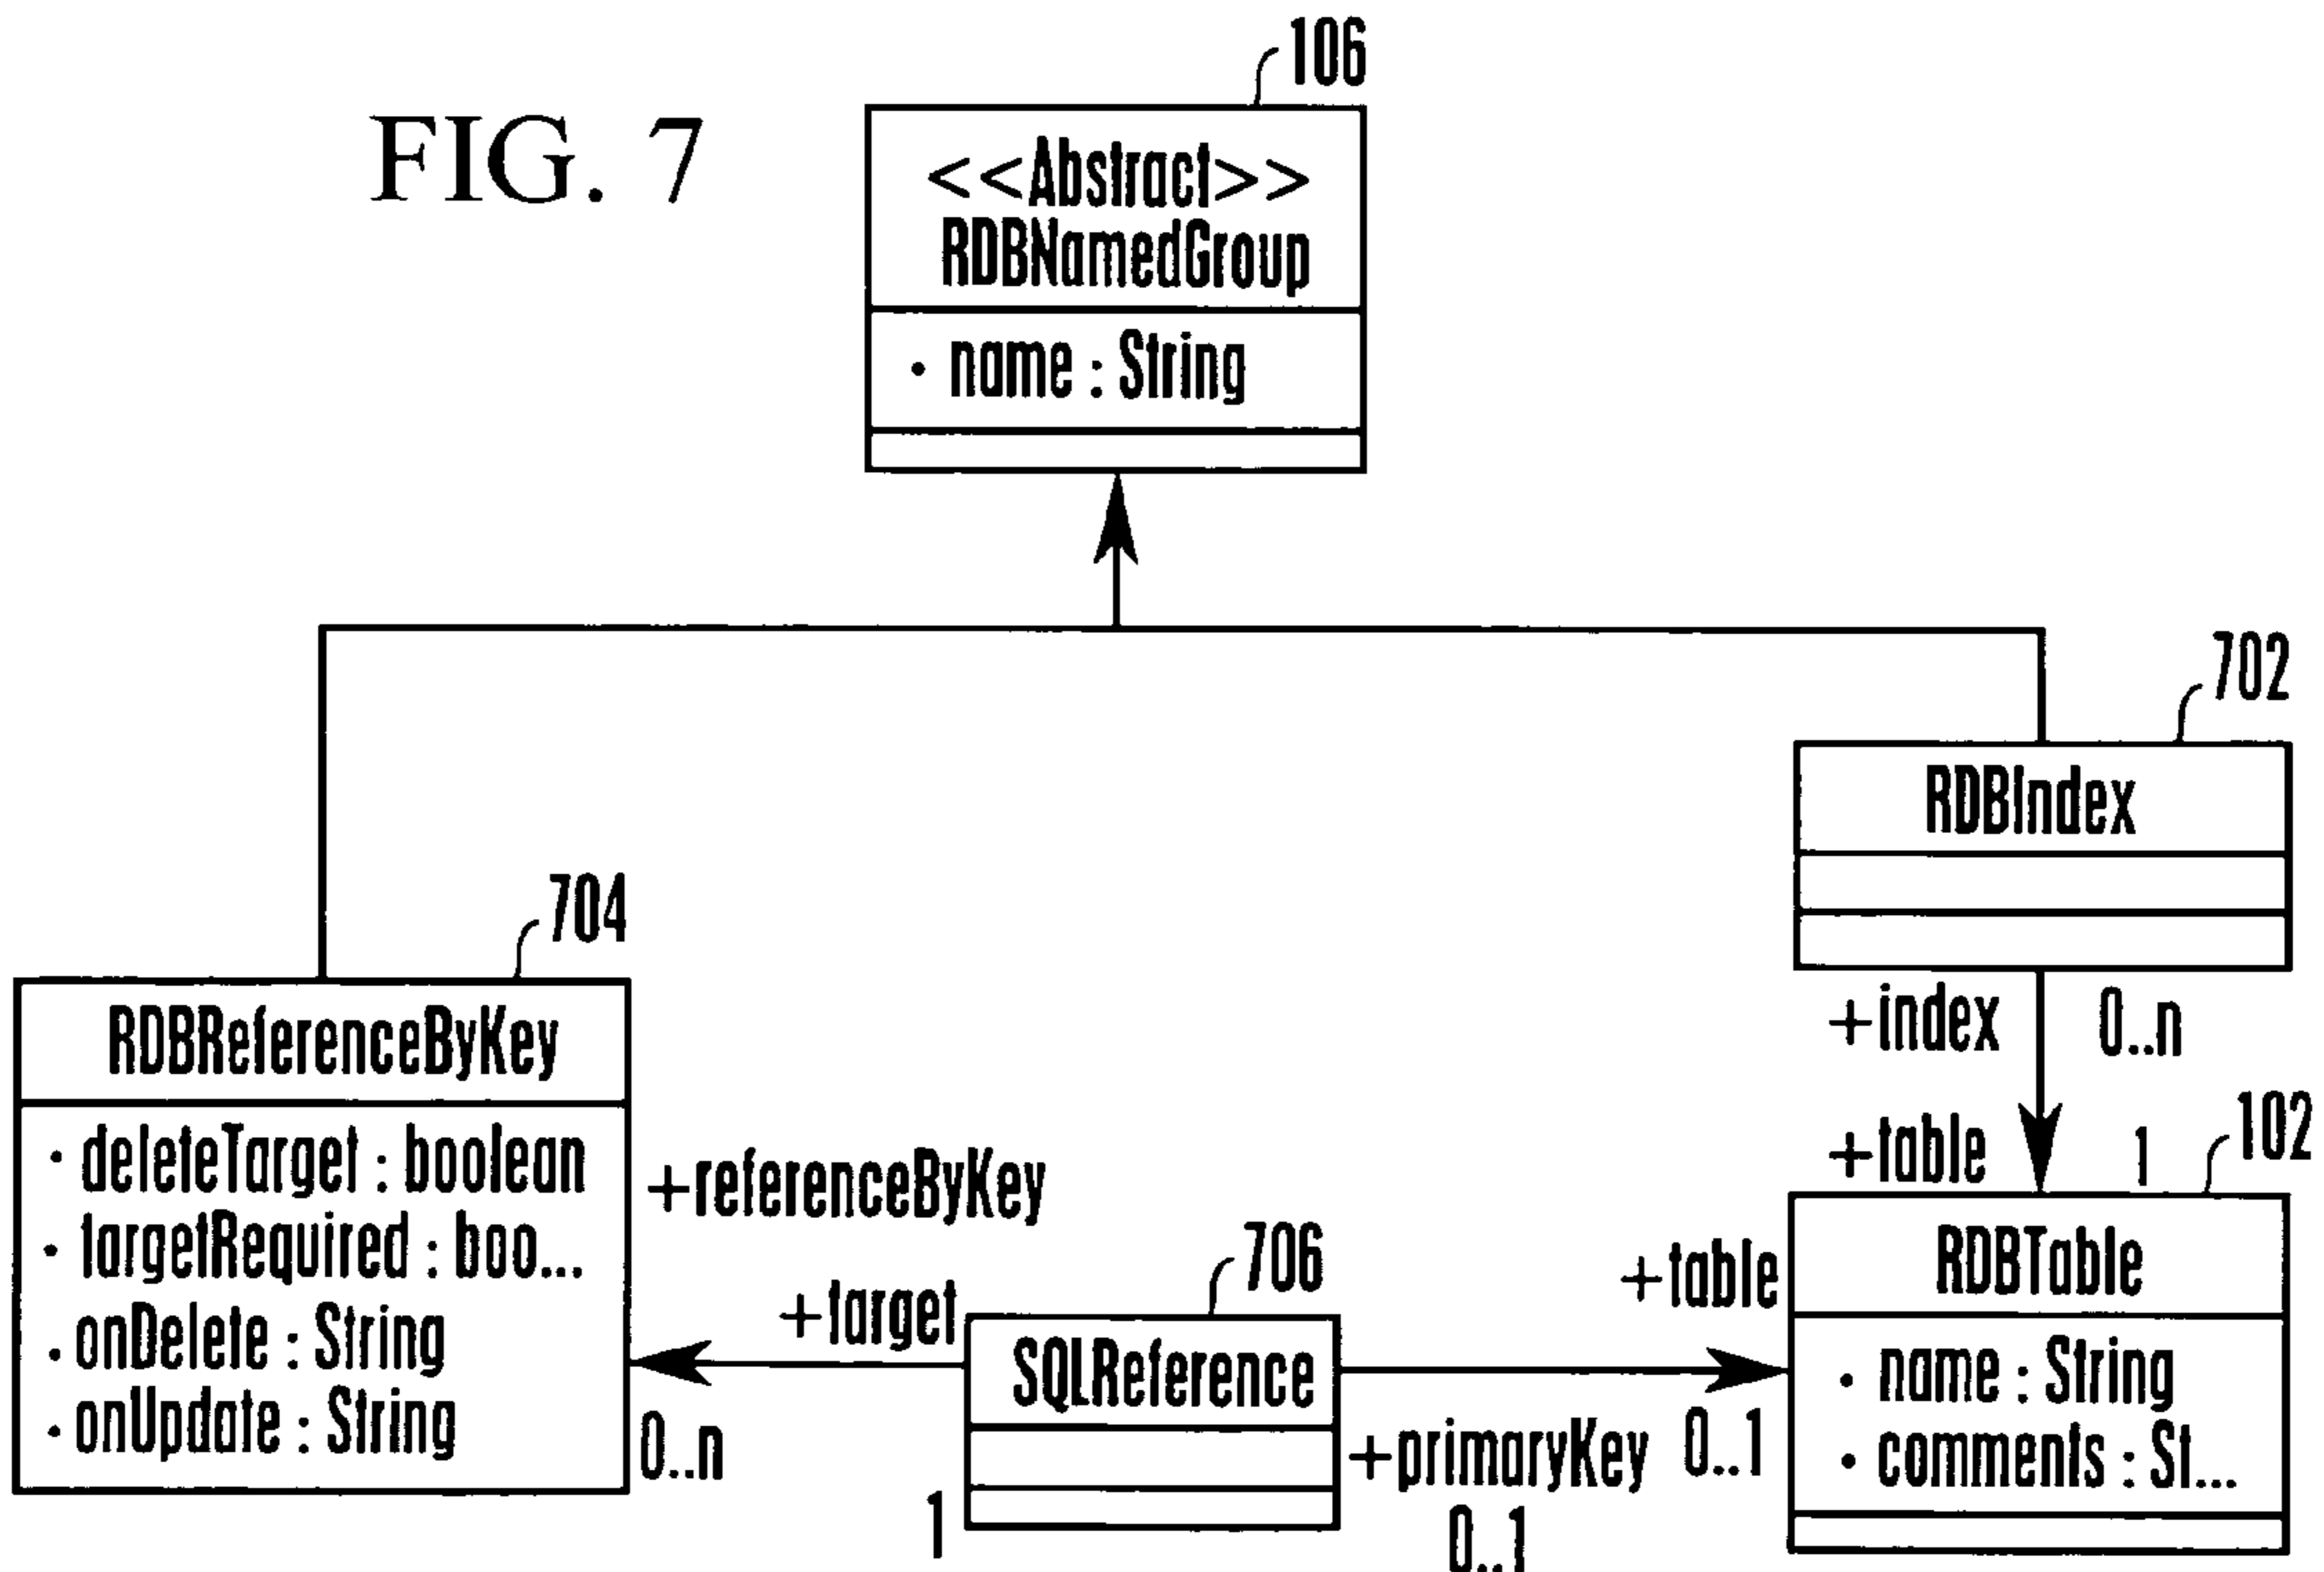 FIG. 7
106
<<Abstract>>
RDBNamedGroup
• name : String
702
RDBIndex
+index 0..n
+table 1
704
RDBReferenceByKey
• deleteTarget : boolean
• targetRequired : boo...
• onDelete : String
• onUpdate : String
+referenceByKey
0..n
+target
1
706
SQLReference
+primaryKey
0..1
+table
0..1
102
RDBTable
• name : String
• comments : St...